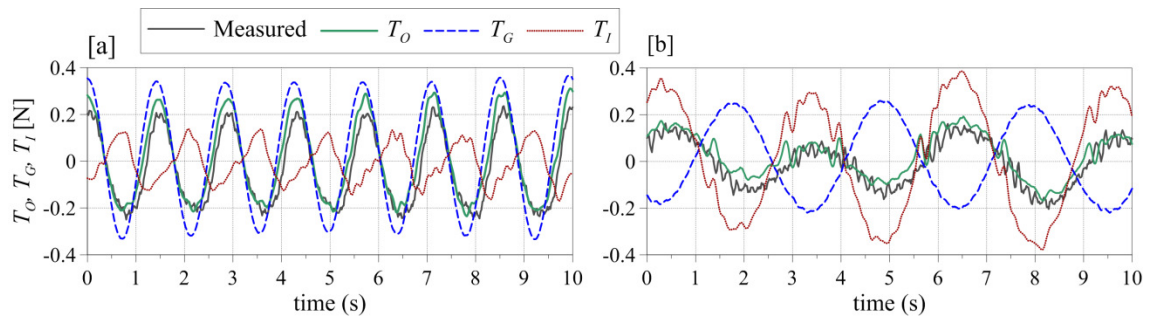 Measured T_O T_G T_I
[a] [b]
T_O, T_G, T_I [N]
0.4 0.4
0.2 0.2
0 0
-0.2 -0.2
-0.4 -0.4
0 1 2 3 4 5 6 7 8 9 10 0 1 2 3 4 5 6 7 8 9 10
time (s) time (s)